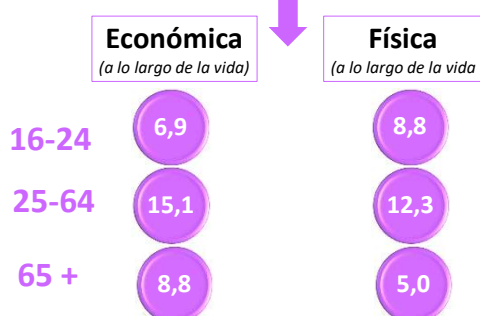 Económica
(a lo largo de la vida)
Física
(a lo largo de la vida
16-24
6,9
8,8
25-64
15,1
12,3
65 +
8,8
5,0